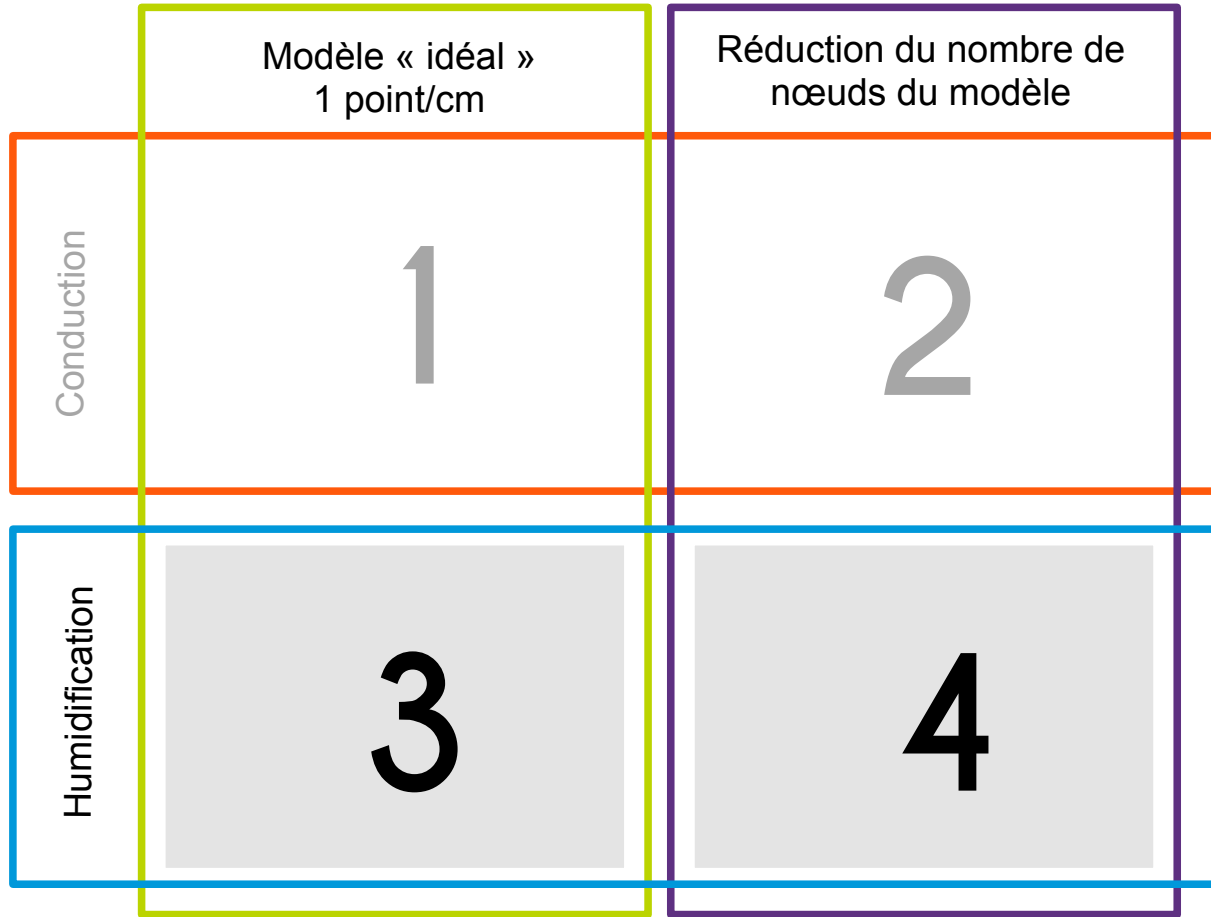 Modèle « idéal »
1 point/cm
Réduction du nombre de
nœuds du modèle
Conduction
1
2
Humidification
3
4